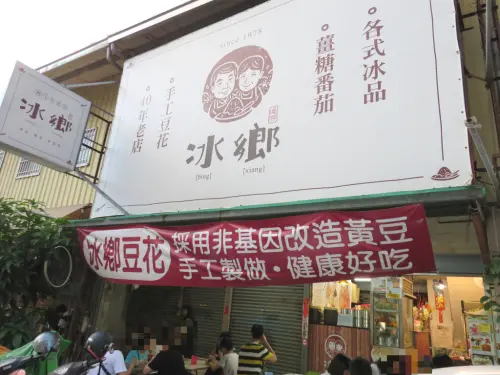 since 1978
各式冰品
薑糖番茄
手工豆花
40年老店
冰鄉
[bing] [xiang]
冰鄉
冰鄉豆花
採用非基因改造黃豆
手工製做・健康好吃